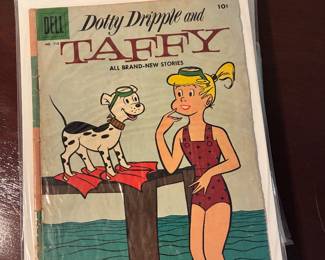 DELL
Dotty Dripple and
10¢
TAFFY
ALL BRAND-NEW STORIES